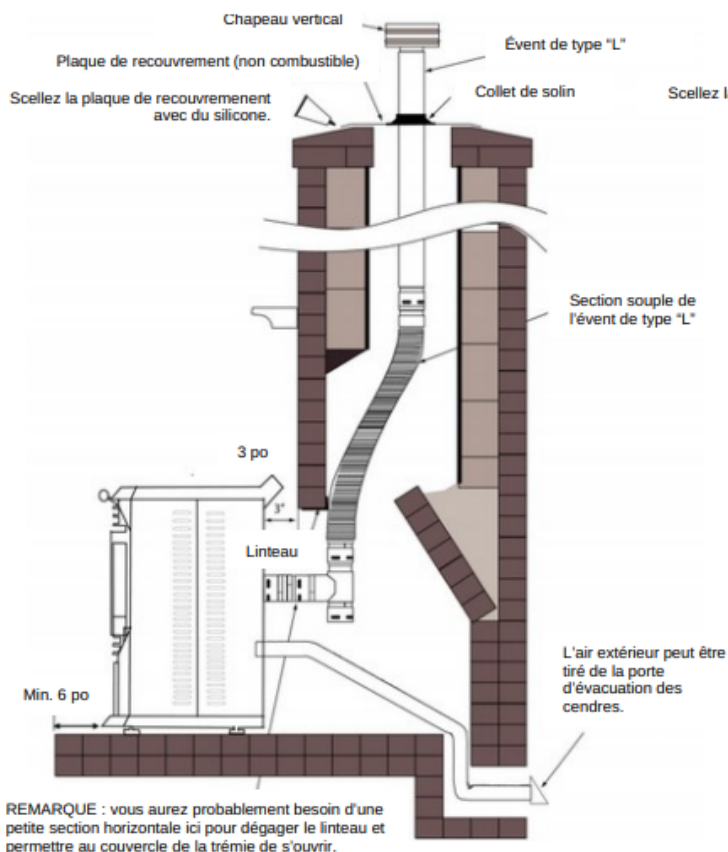 Chapeau vertical
Évent de type “L”
Plaque de recouvrement (non combustible)
Collet de solin
Scellez la plaque de recouvremenent
avec du silicone.
Scellez la
Section souple de
l’évent de type “L”
3 po
3"
Linteau
L’air extérieur peut être
tiré de la porte
d’évacuation des
cendres.
Min. 6 po
REMARQUE : vous aurez probablement besoin d’une
petite section horizontale ici pour dégager le linteau et
permettre au couvercle de la trémie de s’ouvrir.